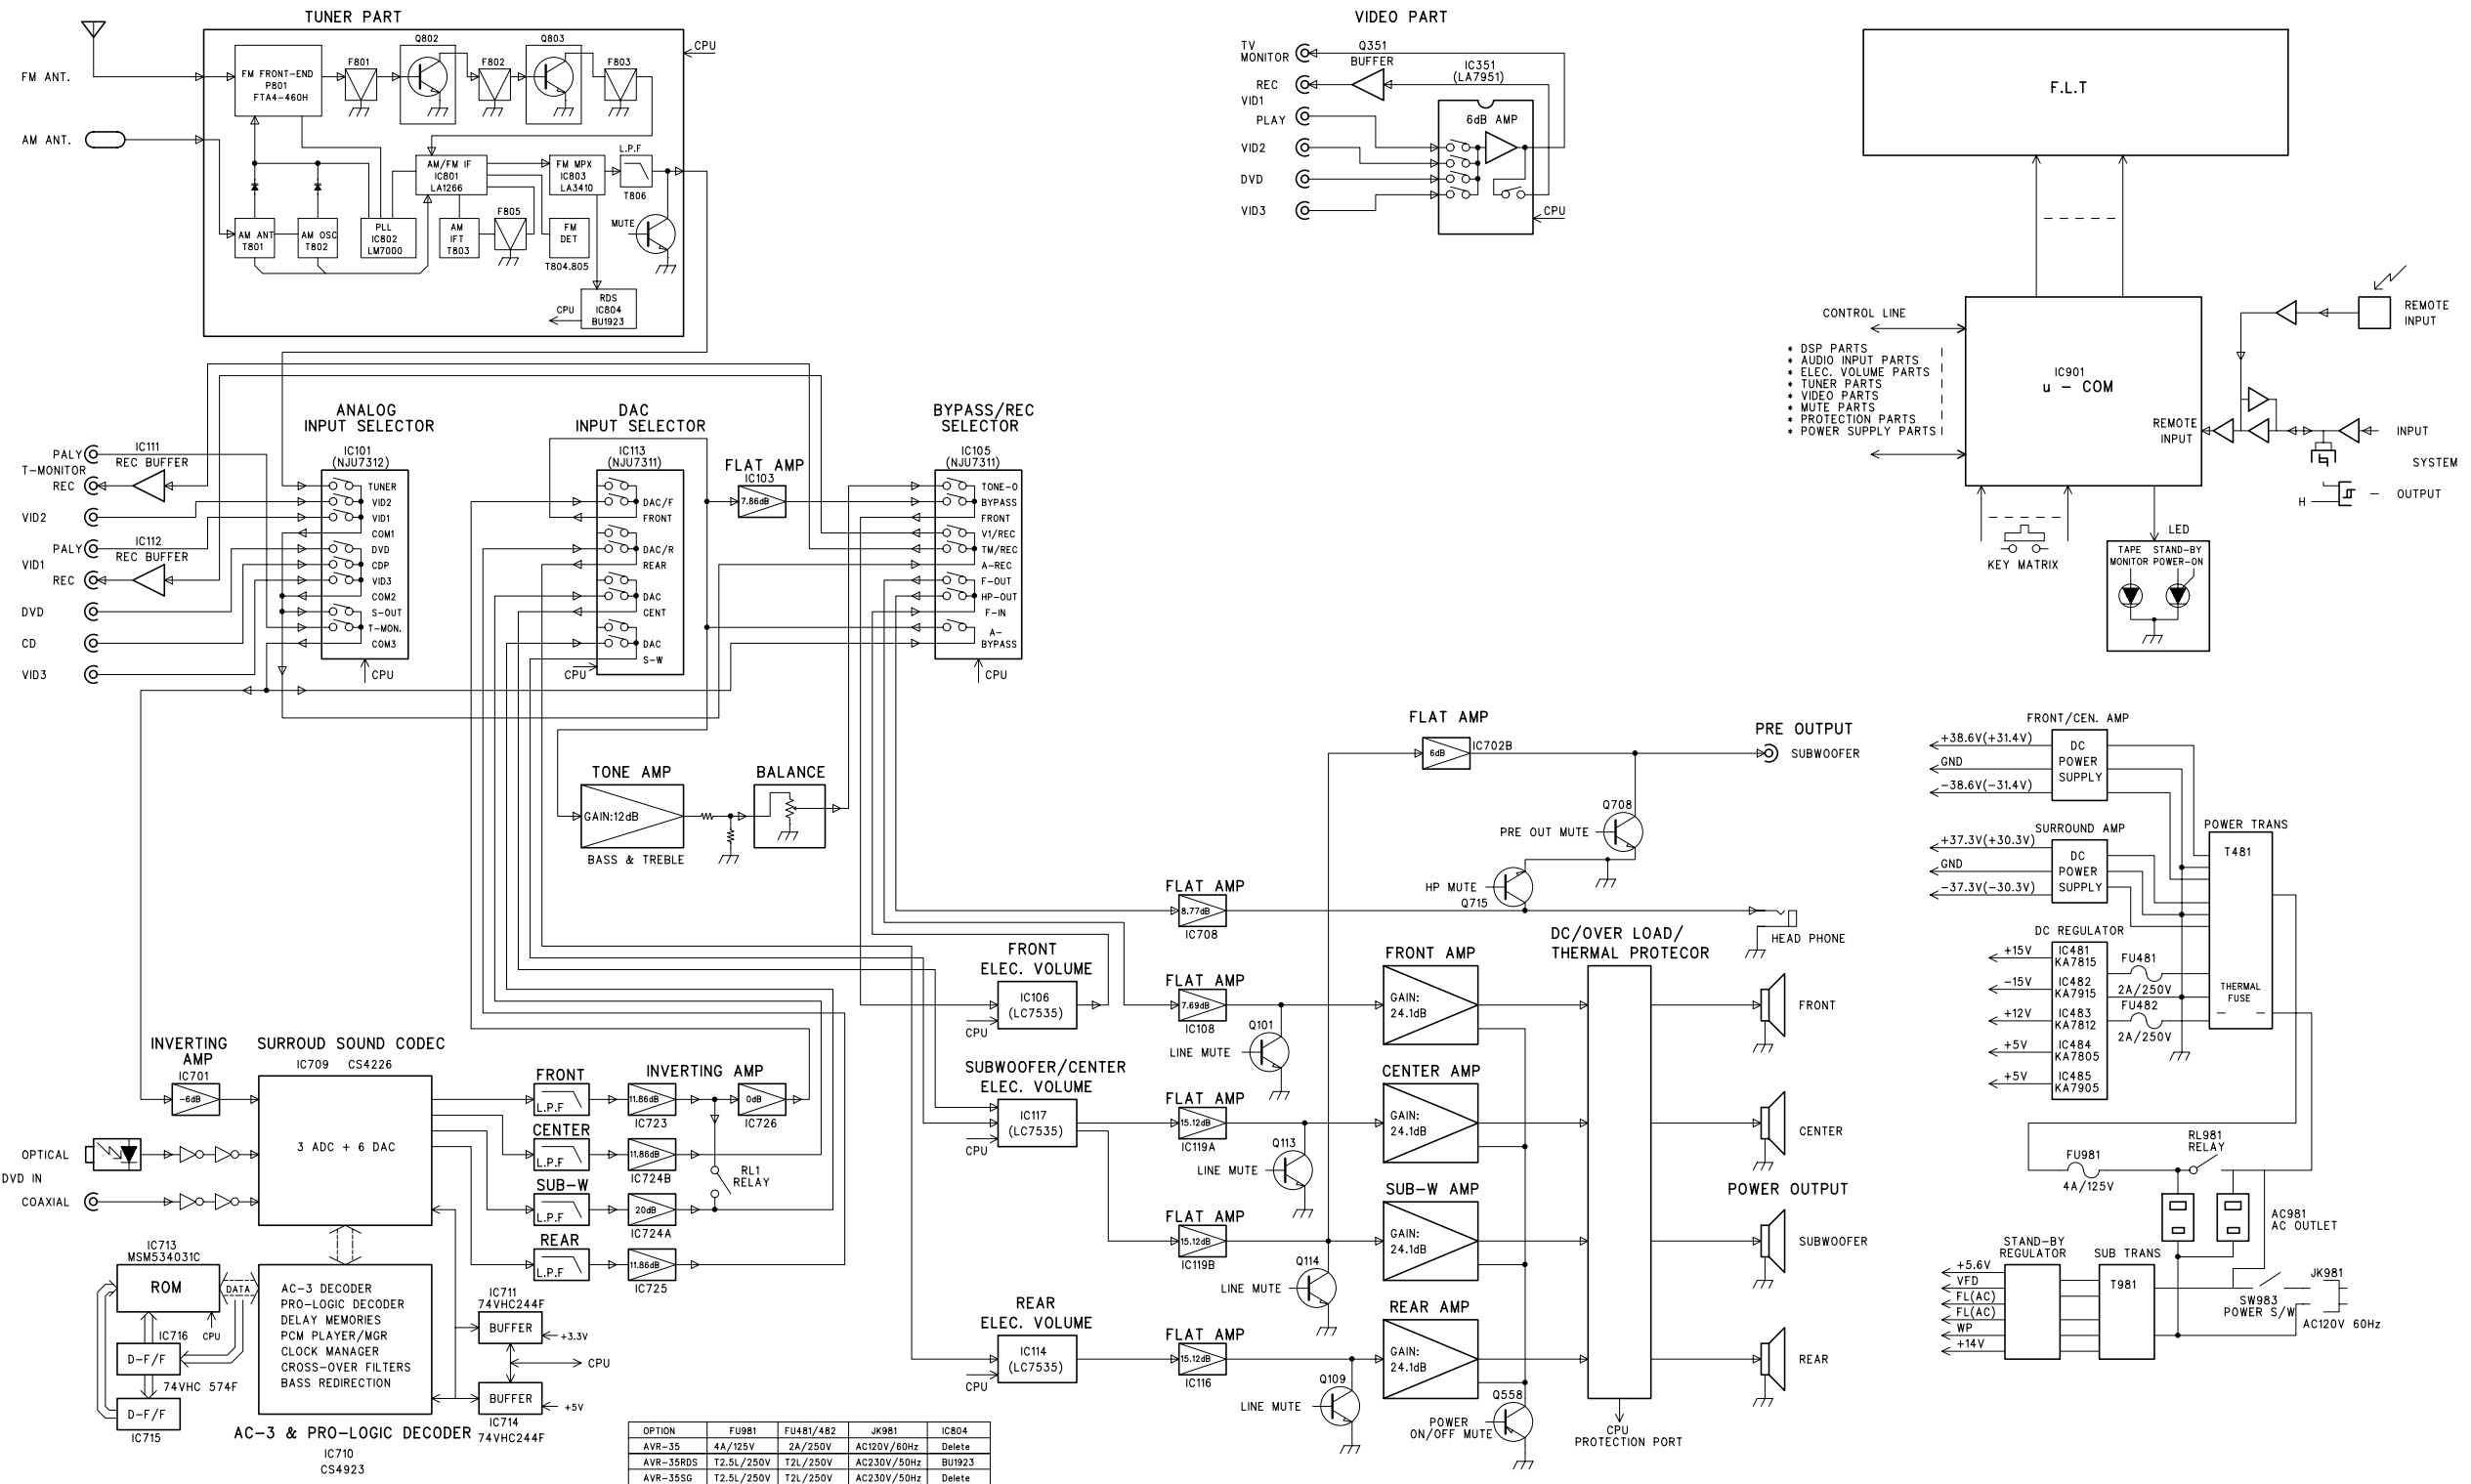 TUNER PART
FM ANT.
AM ANT.
FM FRONT-END
P801
FTA4-460H
F801
Q802
F802
Q803
F803
CPU
AM/FM IF
IC801
LA1266
FM MPX
IC803
LA3410
L.P.F
T806
AM ANT
T801
AM OSC
T802
PLL
IC802
LM7000
AM
IFT
T803
F805
FM
DET
T804.805
MUTE
CPU
RDS
IC804
BU1923
VIDEO PART
TV
MONITOR
REC
VID1
PLAY
VID2
DVD
VID3
Q351
BUFFER
IC351
(LA7951)
6dB AMP
CPU
F.L.T
CONTROL LINE
* DSP PARTS
* AUDIO INPUT PARTS
* ELEC. VOLUME PARTS
* TUNER PARTS
* VIDEO PARTS
* MUTE PARTS
* PROTECTION PARTS
* POWER SUPPLY PARTS
IC901
u - COM
REMOTE
INPUT
REMOTE
INPUT
INPUT
SYSTEM
H
- OUTPUT
KEY MATRIX
LED
TAPE STAND-BY
MONITOR POWER-ON
ANALOG
INPUT SELECTOR
IC101
(NJU7312)
TUNER
VID2
VID1
COM1
DVD
CDP
VID3
COM2
S-OUT
T-MON.
COM3
CPU
PALY
T-MONITOR
REC
IC111
REC BUFFER
VID2
PALY
VID1
REC
IC112
REC BUFFER
DVD
CD
VID3
DAC
INPUT SELECTOR
IC113
(NJU7311)
DAC/F
FRONT
DAC/R
REAR
DAC
CENT
DAC
S-W
CPU
FLAT AMP
IC103
7.86dB
BYPASS/REC
SELECTOR
IC105
(NJU7311)
TONE-O
BYPASS
FRONT
V1/REC
TM/REC
A-REC
F-OUT
HP-OUT
F-IN
A-
BYPASS
CPU
TONE AMP
GAIN:12dB
BASS & TREBLE
BALANCE
FLAT AMP
6dB
IC702B
PRE OUTPUT
SUBWOOFER
Q708
PRE OUT MUTE
HP MUTE
Q715
FLAT AMP
8.77dB
IC708
HEAD PHONE
FRONT
ELEC. VOLUME
IC106
(LC7535)
CPU
FLAT AMP
7.69dB
IC108
Q101
LINE MUTE
FRONT AMP
GAIN:
24.1dB
DC/OVER LOAD/
THERMAL PROTECOR
FRONT
SUBWOOFER/CENTER
ELEC. VOLUME
IC117
(LC7535)
CPU
FLAT AMP
15.12dB
IC119A
Q113
LINE MUTE
CENTER AMP
GAIN:
24.1dB
CENTER
FLAT AMP
15.12dB
IC119B
Q114
LINE MUTE
SUB-W AMP
GAIN:
24.1dB
POWER OUTPUT
SUBWOOFER
REAR
ELEC. VOLUME
IC114
(LC7535)
CPU
FLAT AMP
15.12dB
IC116
Q109
LINE MUTE
REAR AMP
GAIN:
24.1dB
REAR
Q558
POWER
ON/OFF MUTE
CPU
PROTECTION PORT
INVERTING
AMP
IC701
-6dB
SURROUD SOUND CODEC
IC709 CS4226
3 ADC + 6 DAC
OPTICAL
DVD IN
COAXIAL
FRONT
L.P.F
INVERTING AMP
11.86dB
IC723
0dB
IC726
CENTER
L.P.F
11.86dB
IC724B
RL1
RELAY
SUB-W
L.P.F
20dB
IC724A
REAR
L.P.F
11.86dB
IC725
IC713
MSM534031C
ROM
DATA
CPU
IC716
D-F/F
74VHC 574F
D-F/F
IC715
AC-3 DECODER
PRO-LOGIC DECODER
DELAY MEMORIES
PCM PLAYER/MGR
CLOCK MANAGER
CROSS-OVER FILTERS
BASS REDIRECTION
AC-3 & PRO-LOGIC DECODER
IC710
CS4923
IC711
74VHC244F
BUFFER
+3.3V
CPU
BUFFER
+5V
IC714
74VHC244F
FRONT/CEN. AMP
+38.6V(+31.4V)
GND
-38.6V(-31.4V)
DC
POWER
SUPPLY
SURROUND AMP
+37.3V(+30.3V)
GND
-37.3V(-30.3V)
DC
POWER
SUPPLY
POWER TRANS
T481
THERMAL
FUSE
DC REGULATOR
+15V
IC481
KA7815
-15V
IC482
KA7915
+12V
IC483
KA7812
+5V
IC484
KA7805
+5V
IC485
KA7905
FU481
2A/250V
FU482
2A/250V
FU981
4A/125V
RL981
RELAY
AC981
AC OUTLET
STAND-BY
REGULATOR
SUB TRANS
T981
+5.6V
VFD
FL(AC)
FL(AC)
WP
+14V
SW983
POWER S/W
JK981
AC120V 60Hz
OPTION FU981 FU481/482 JK981 IC804
AVR-35 4A/125V 2A/250V AC120V/60Hz Delete
AVR-35RDS T2.5L/250V T2L/250V AC230V/50Hz BU1923
AVR-35SG T2.5L/250V T2L/250V AC230V/50Hz Delete